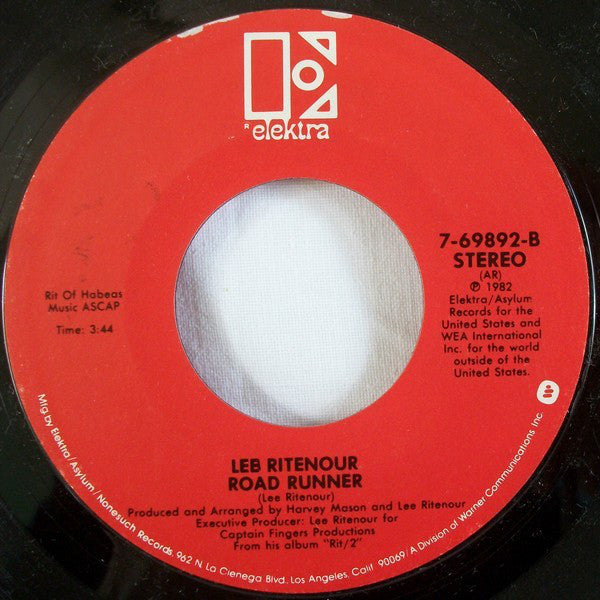 elektra
7-69892-B
STEREO
(AR)
℗ 1982
Elektra/Asylum
Records for the
United States and
WEA International
Inc. for the world
outside of the
United States.
Rit Of Habeas
Music ASCAP
Time: 3:44
LEB RITENOUR
ROAD RUNNER
(Lee Ritenour)
Produced and Arranged by Harvey Mason and Lee Ritenour
Executive Producer: Lee Ritenour for
Captain Fingers Productions
From his album "Rit/2"
Mfg. by Elektra/Asylum/Nonesuch Records, 962 N. La Cienega Blvd., Los Angeles, Calif. 90069/A Division of Warner Communications Inc